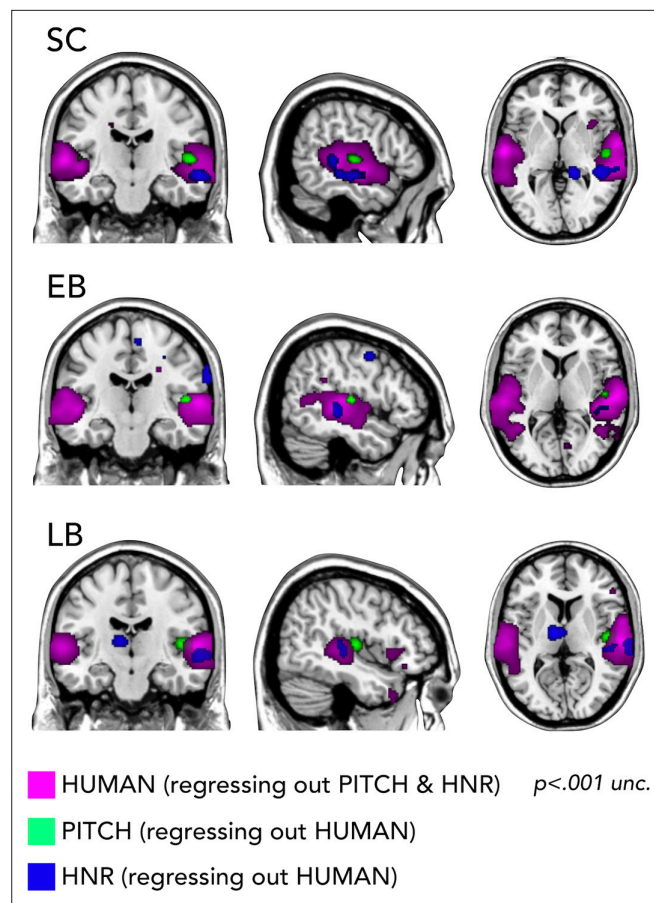 SC
EB
LB
HUMAN (regressing out PITCH & HNR) p<.001 unc.
PITCH (regressing out HUMAN)
HNR (regressing out HUMAN)